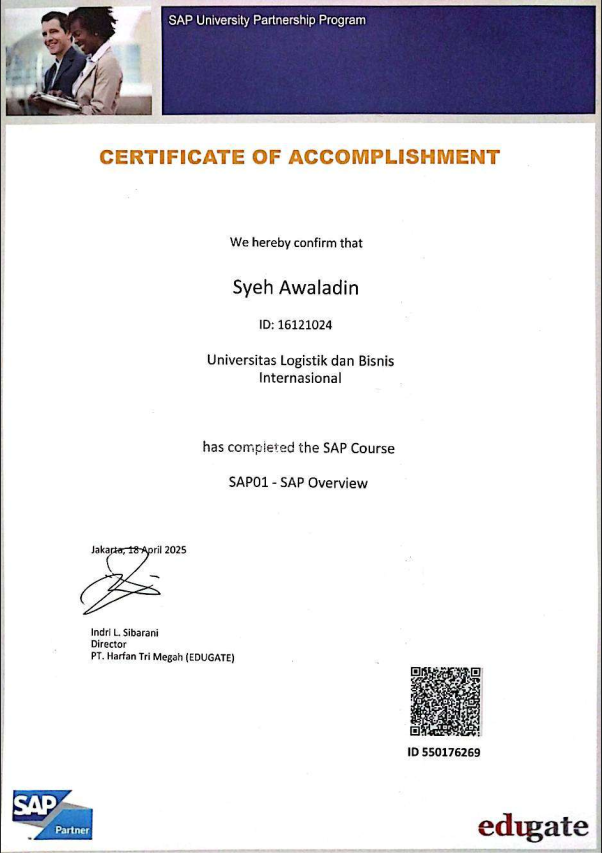 SAP University Partnership Program
CERTIFICATE OF ACCOMPLISHMENT
We hereby confirm that
Syeh Awaladin
ID: 16121024
Universitas Logistik dan Bisnis
Internasional
has completed the SAP Course
SAP01 - SAP Overview
Jakarta, 18 April 2025
Indri L. Sibarani
Director
PT. Harfan Tri Megah (EDUGATE)
ID 550176269
SAP
Partner
edugate